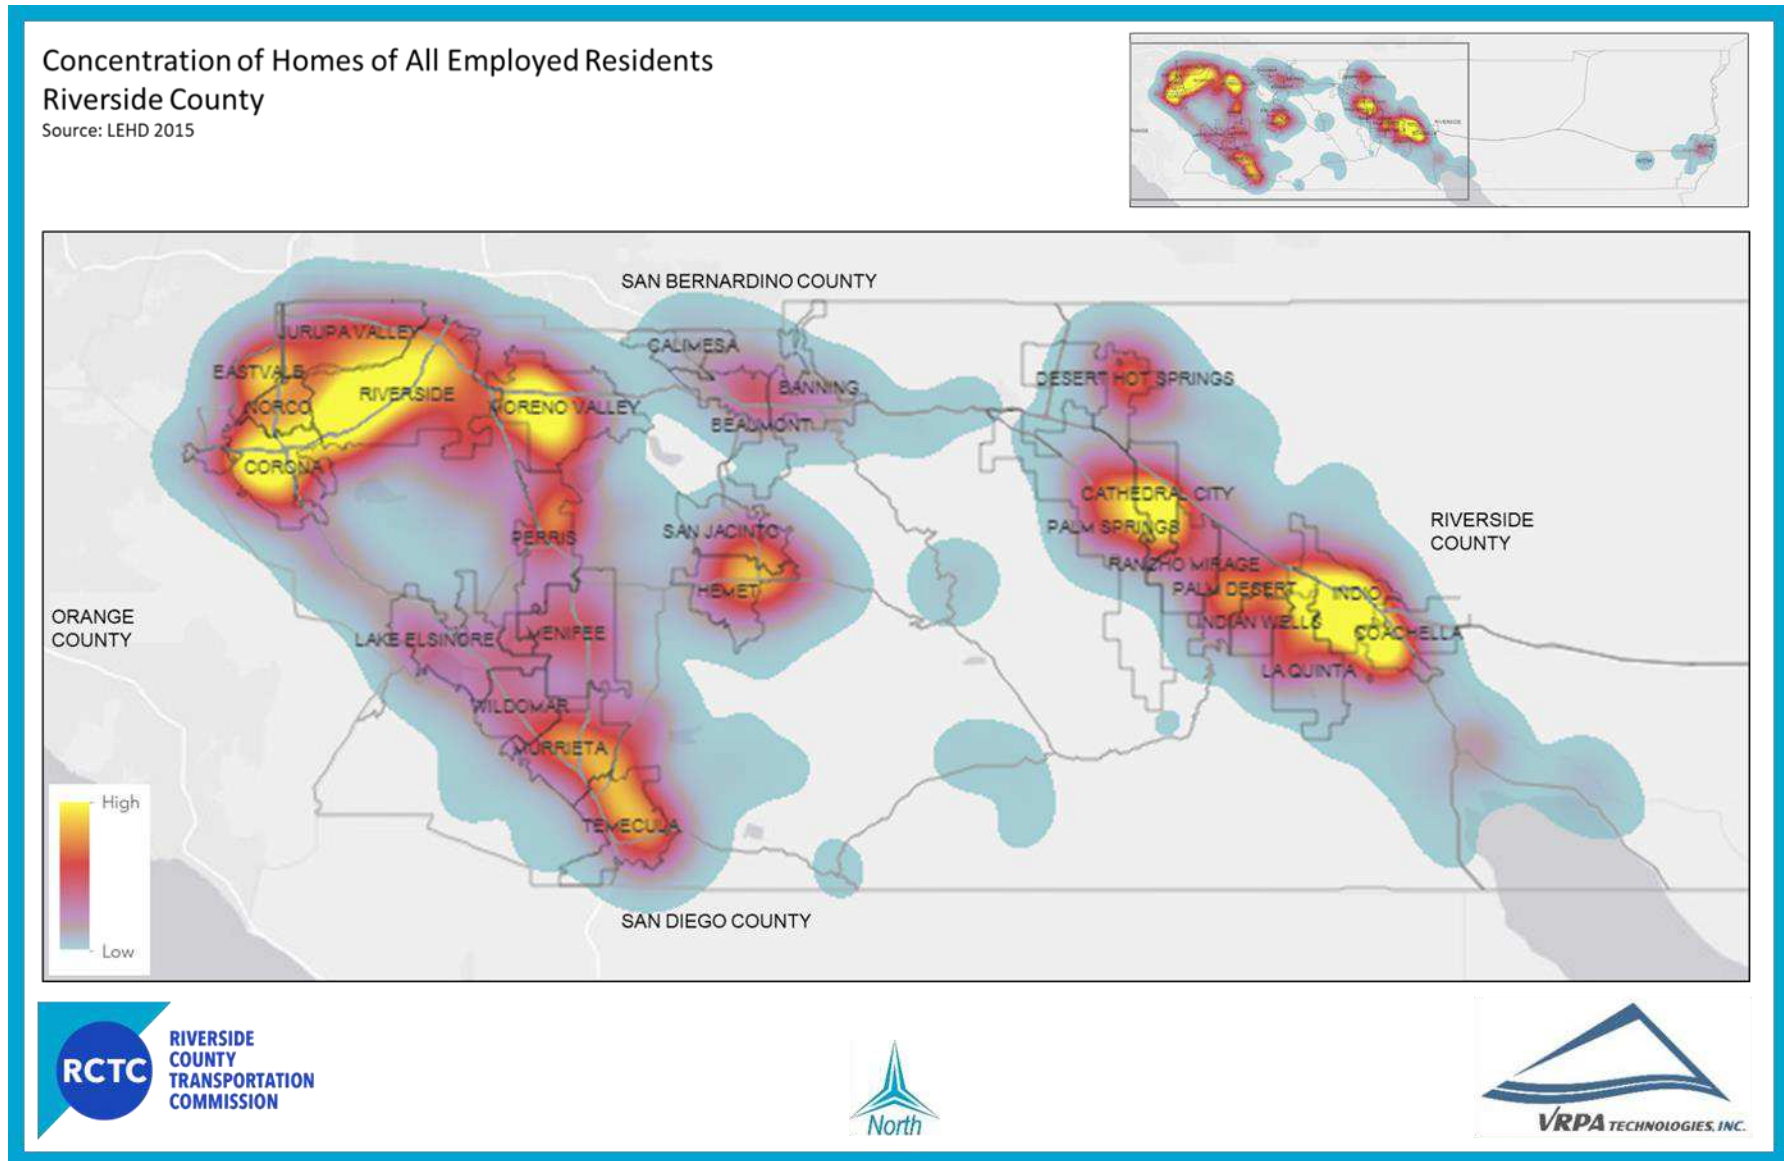 Concentration of Homes of All Employed Residents
Riverside County
Source: LEHD 2015
SAN BERNARDINO COUNTY
JURUPA VALLEY
CALIMESA
EASTVALE
RIVERSIDE
BANNING
DESERT HOT SPRINGS
NORCO
MORENO VALLEY
BEAUMONT
CORONA
CATHEDRAL CITY
SAN JACINTO
PALM SPRINGS
RIVERSIDE
COUNTY
PERRIS
RANCHO MIRAGE
HEMET
PALM DESERT
INDIO
ORANGE
COUNTY
INDIAN WELLS
COACHELLA
LAKE ELSINORE
MENIFEE
LA QUINTA
WILDOMAR
MURRIETA
TEMECULA
High
Low
SAN DIEGO COUNTY
RCTC
RIVERSIDE
COUNTY
TRANSPORTATION
COMMISSION
North
VRPA TECHNOLOGIES, INC.